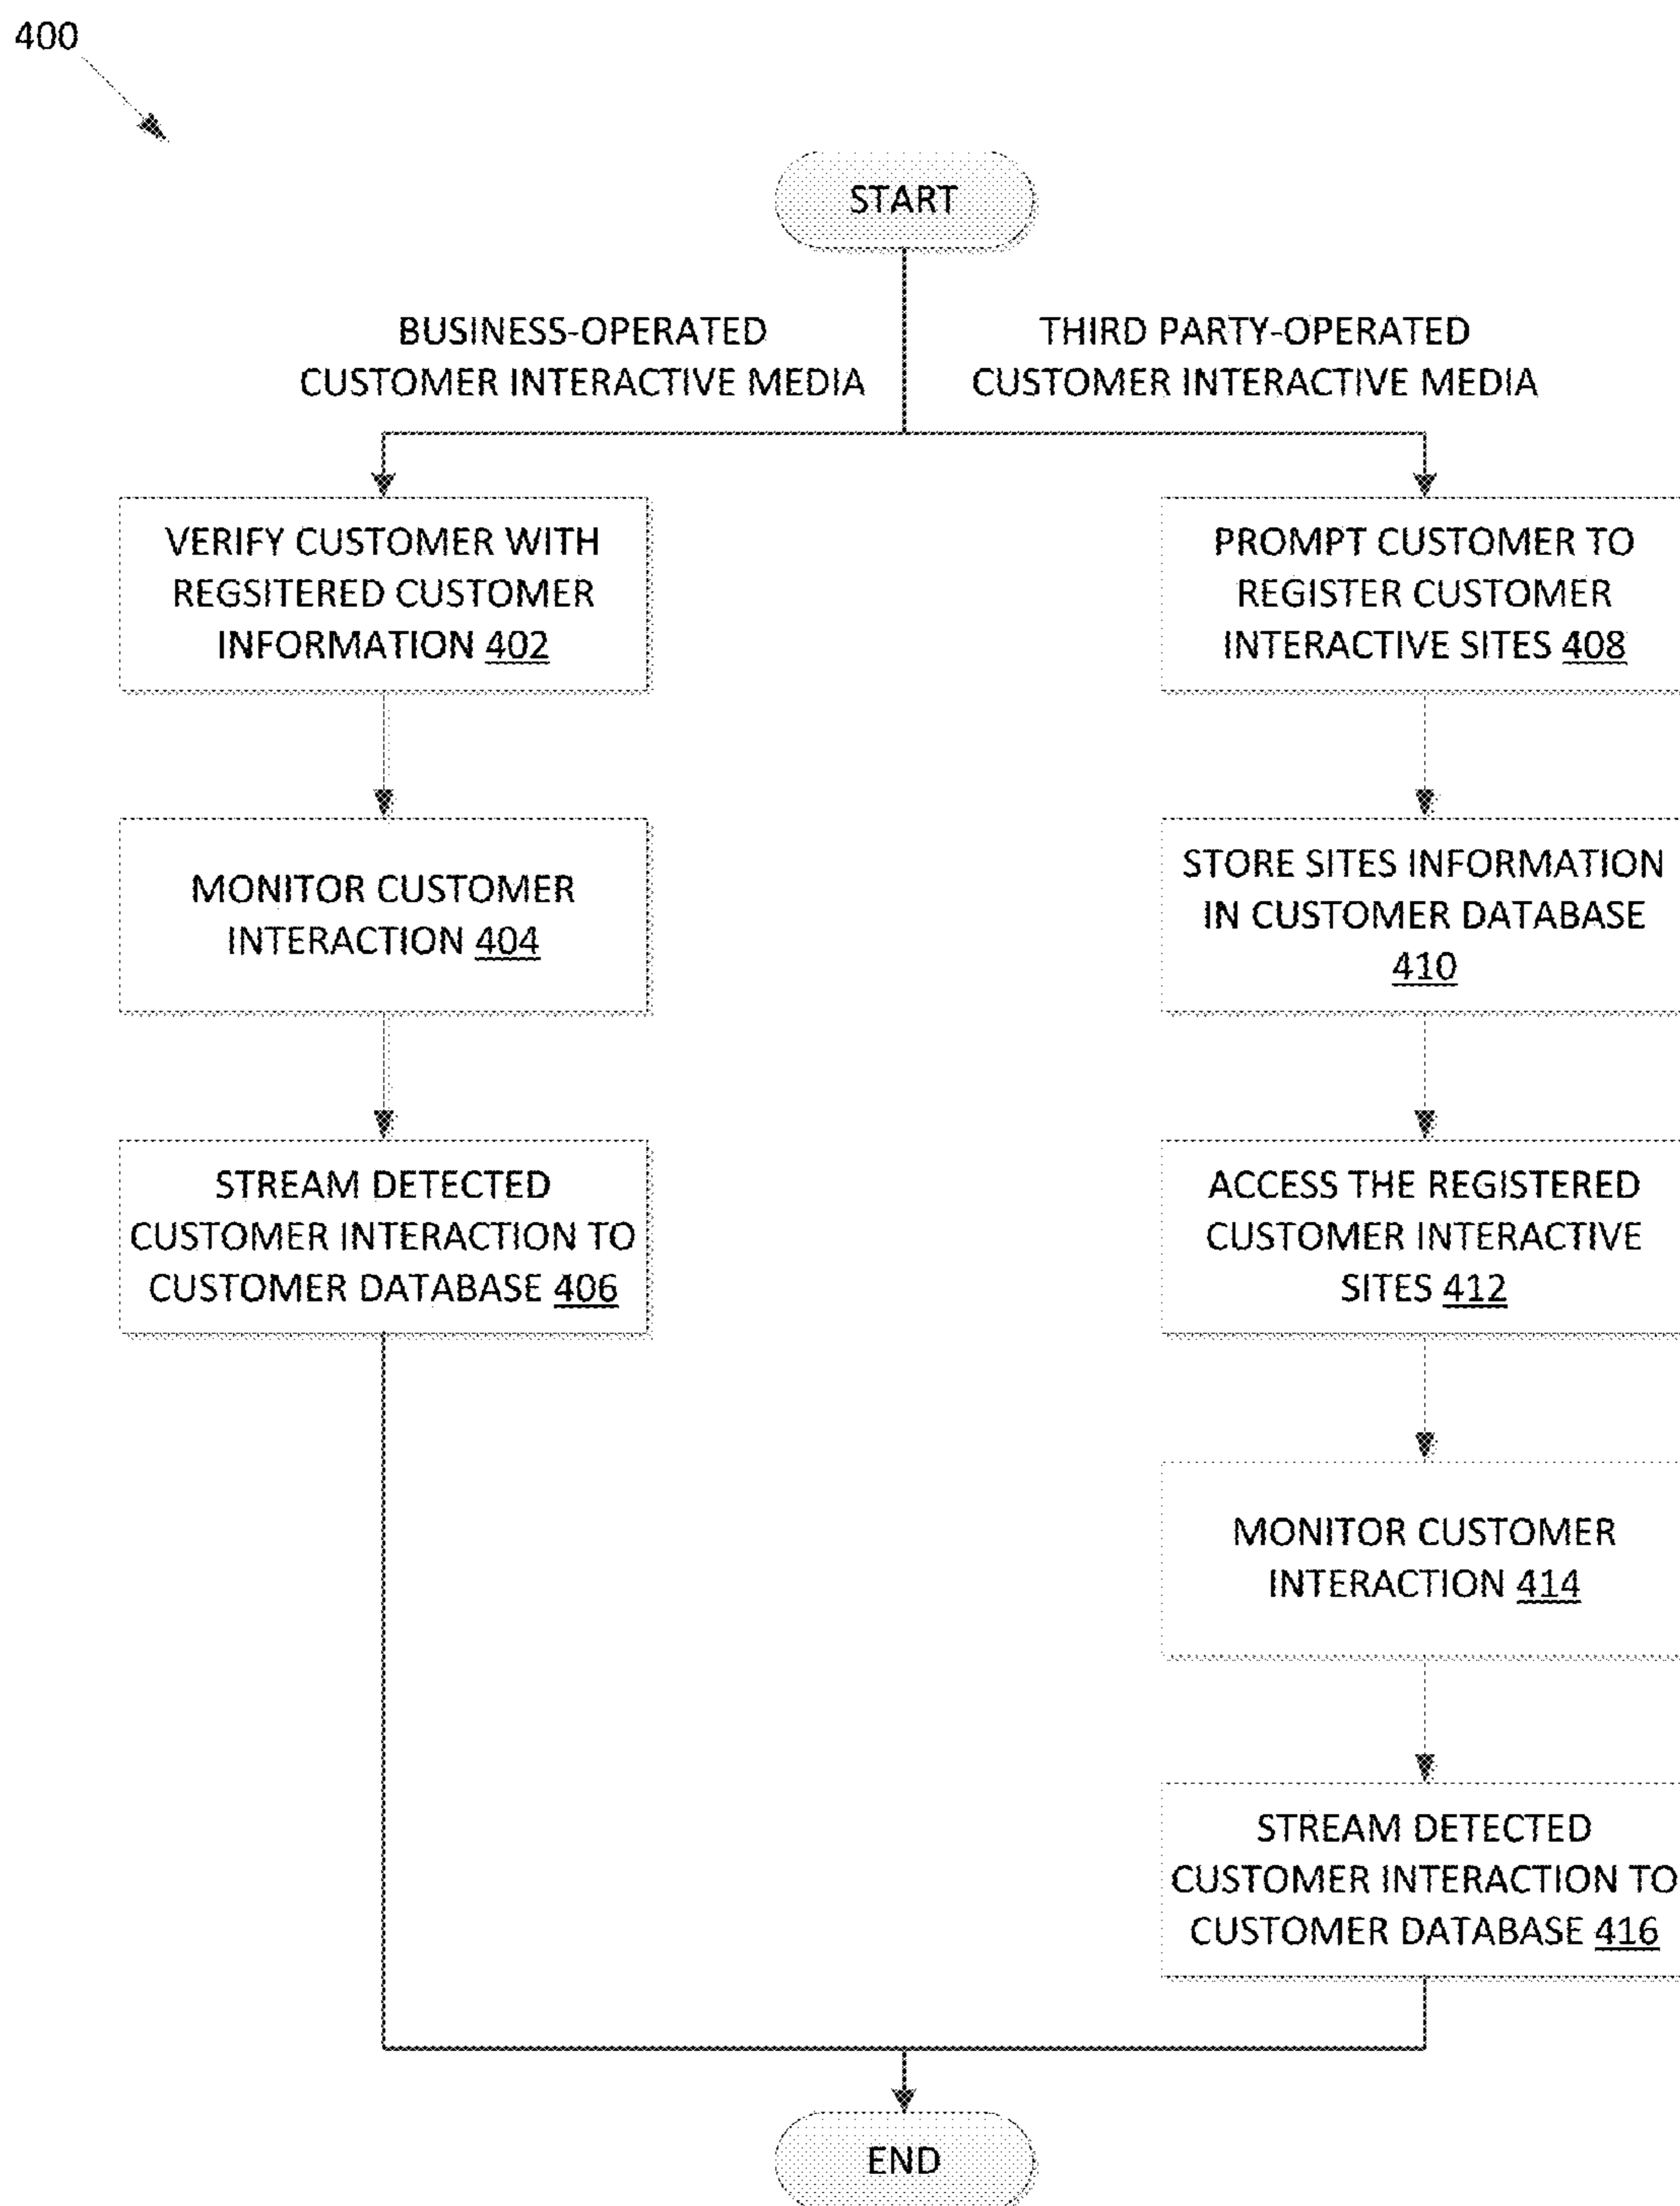 400
START
BUSINESS-OPERATED
CUSTOMER INTERACTIVE MEDIA
THIRD PARTY-OPERATED
CUSTOMER INTERACTIVE MEDIA
VERIFY CUSTOMER WITH
REGSITERED CUSTOMER
INFORMATION 402
MONITOR CUSTOMER
INTERACTION 404
STREAM DETECTED
CUSTOMER INTERACTION TO
CUSTOMER DATABASE 406
PROMPT CUSTOMER TO
REGISTER CUSTOMER
INTERACTIVE SITES 408
STORE SITES INFORMATION
IN CUSTOMER DATABASE
410
ACCESS THE REGISTERED
CUSTOMER INTERACTIVE
SITES 412
MONITOR CUSTOMER
INTERACTION 414
STREAM DETECTED
CUSTOMER INTERACTION TO
CUSTOMER DATABASE 416
END